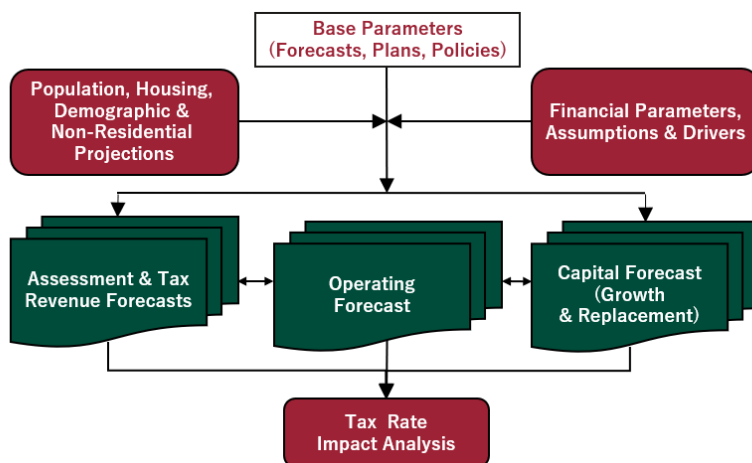 Base Parameters
(Forecasts, Plans, Policies)
Population, Housing,
Demographic &
Non-Residential
Projections
Financial Parameters,
Assumptions & Drivers
Assessment & Tax
Revenue Forecasts
Operating
Forecast
Capital Forecast
(Growth
& Replacement)
Tax Rate
Impact Analysis